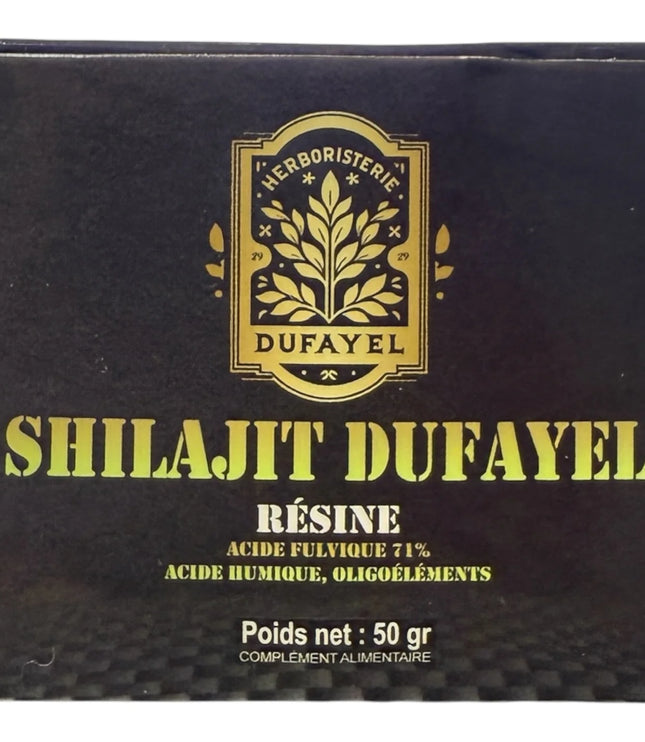 HERBORISTERIE
29 29
DUFAYEL
SHILAJIT DUFAYEL
RÉSINE
ACIDE FULVIQUE 71%
ACIDE HUMIQUE, OLIGOÉLÉMENTS
Poids net : 50 gr
COMPLÉMENT ALIMENTAIRE